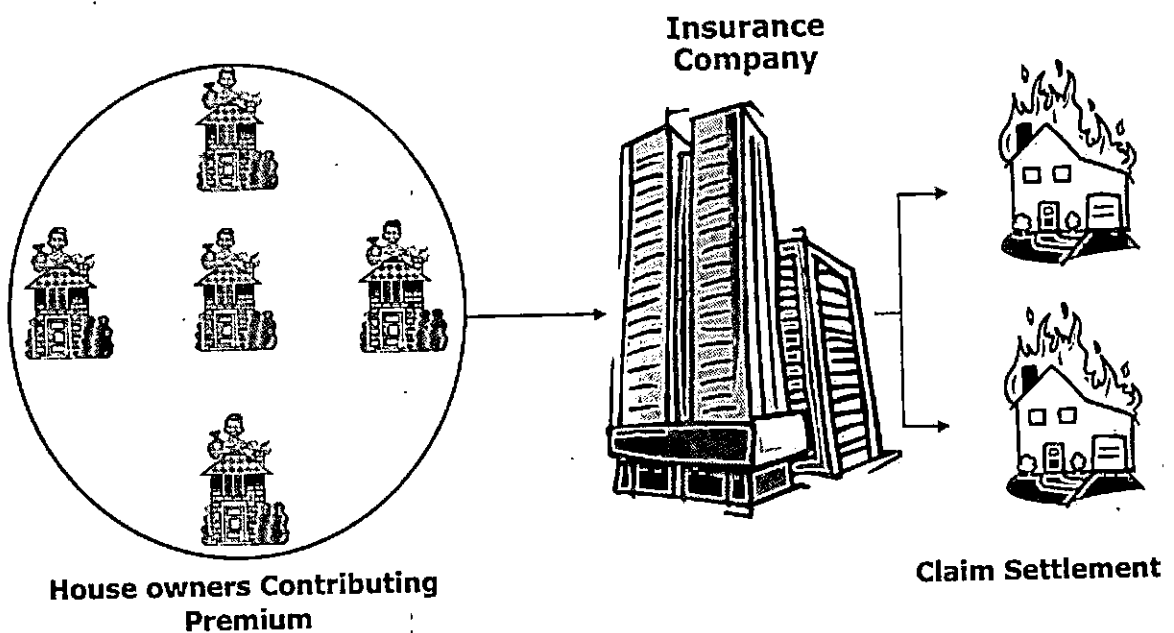 Insurance
Company
House owners Contributing
Premium
Claim Settlement